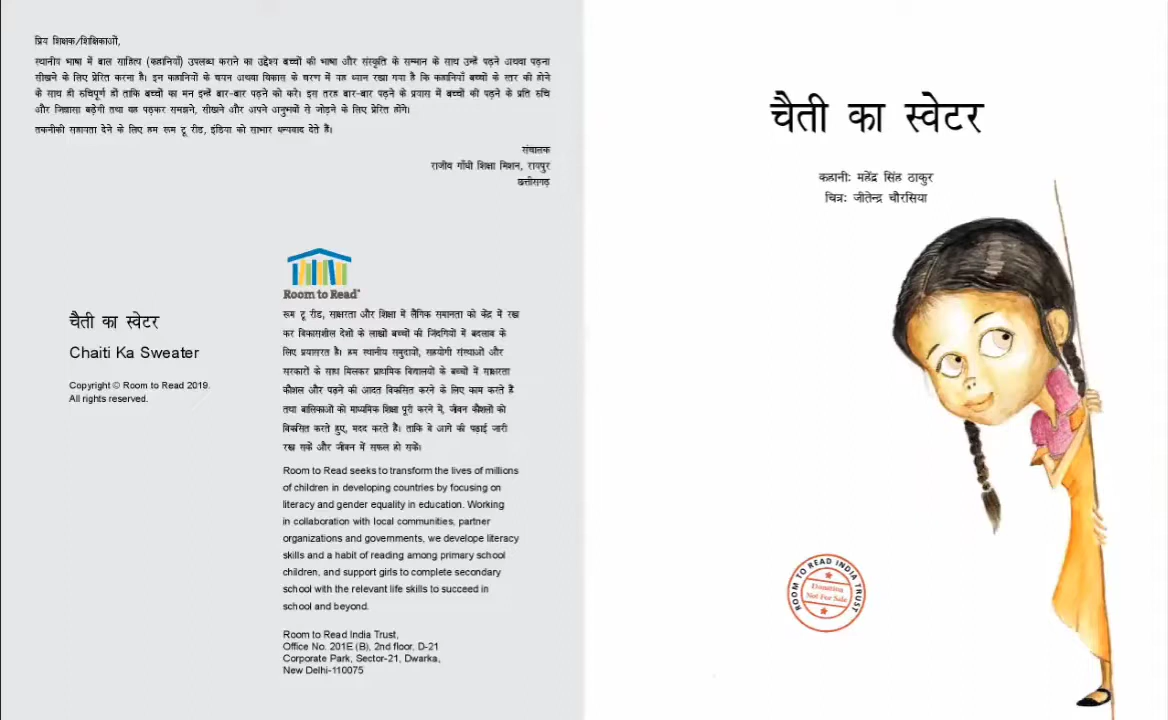 प्रिय शिक्षक/शिक्षिकाओं,
स्थानीय भाषा में बाल साहित्य (कहानियाँ) उपलब्ध कराने का उद्देश्य बच्चों की भाषा और संस्कृति के सम्मान के साथ उन्हें पढ़ने अथवा पढ़ना
सीखने के लिए प्रेरित करना है। इन कहानियों के चयन अथवा विकास के चरण में यह ध्यान रखा गया है कि कहानियाँ बच्चों के स्तर की होने
के साथ ही रुचिपूर्ण हों ताकि बच्चों का मन इन्हें बार-बार पढ़ने को करे। इस तरह बार-बार पढ़ने के प्रयास में बच्चों की पढ़ने के प्रति रुचि
और जिज्ञासा बढ़ेगी तथा वह पढ़कर समझने, सीखने और अपने अनुभवों से जोड़ने के लिए प्रेरित होंगे।
तकनीकी सहायता देने के लिए हम रूम टू रीड, इंडिया को साभार धन्यवाद देते हैं।
संचालक
राजीव गाँधी शिक्षा मिशन, रायपुर
छत्तीसगढ़
चैती का स्वेटर
Chaiti Ka Sweater
Copyright © Room to Read 2019.
All rights reserved.
Room to Read
रूम टू रीड, साक्षरता और शिक्षा में लैंगिक समानता को केंद्र में रख
कर विकासशील देशों के लाखों बच्चों की जिंदगियों में बदलाव के
लिए प्रयासरत है। हम स्थानीय समुदायों, सहयोगी संस्थाओं और
सरकारों के साथ मिलकर प्राथमिक विद्यालयों के बच्चों में साक्षरता
कौशल और पढ़ने की आदत विकसित करने के लिए काम करते हैं
तथा बालिकाओं को माध्यमिक शिक्षा पूरी करने में, जीवन कौशलों को
विकसित करते हुए, मदद करते हैं। ताकि वे आगे की पढ़ाई जारी
रख सकें और जीवन में सफल हो सकें।
Room to Read seeks to transform the lives of millions
of children in developing countries by focusing on
literacy and gender equality in education. Working
in collaboration with local communities, partner
organizations and governments, we develope literacy
skills and a habit of reading among primary school
children, and support girls to complete secondary
school with the relevant life skills to succeed in
school and beyond.
Room to Read India Trust,
Office No. 201E (B), 2nd floor, D-21
Corporate Park, Sector-21, Dwarka,
New Delhi-110075
चैती का स्वेटर
कहानी: महेंद्र सिंह ठाकुर
चित्र: जीतेन्द्र चौरसिया
ROOM TO READ INDIA TRUST
Donation
Not For Sale